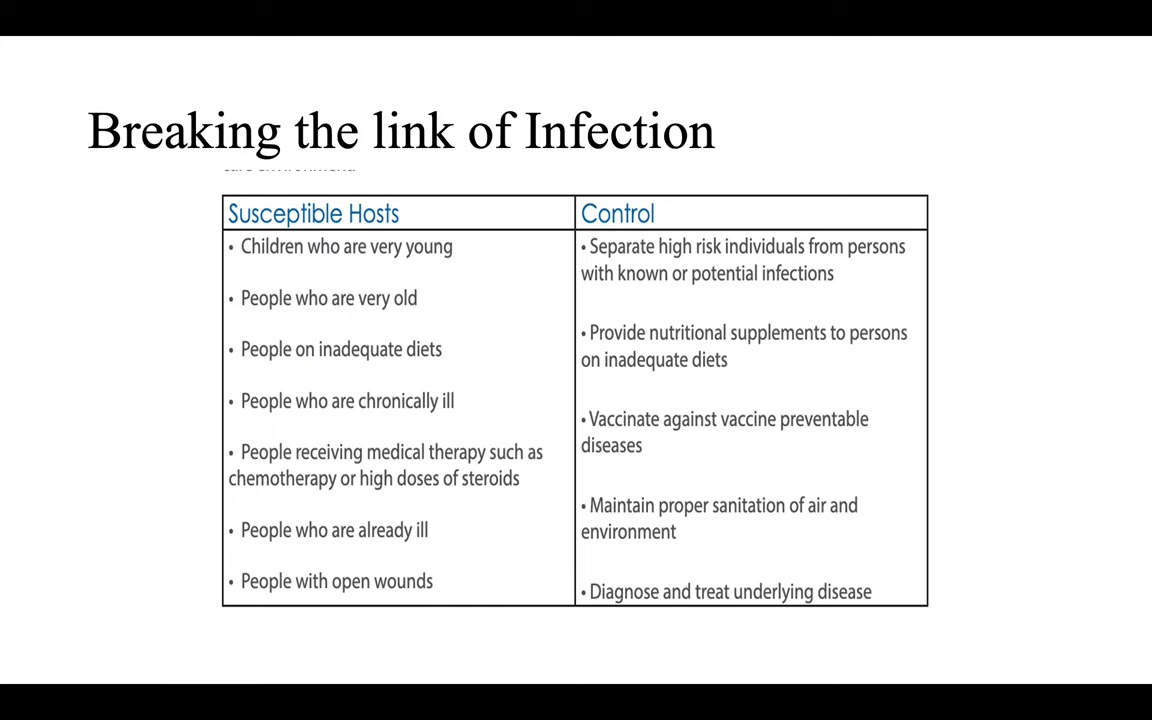 Breaking the link of Infection
Susceptible Hosts
• Children who are very young
• People who are very old
• People on inadequate diets
• People who are chronically ill
• People receiving medical therapy such as
chemotherapy or high doses of steroids
• People who are already ill
• People with open wounds
Control
• Separate high risk individuals from persons
with known or potential infections
• Provide nutritional supplements to persons
on inadequate diets
• Vaccinate against vaccine preventable
diseases
• Maintain proper sanitation of air and
environment
• Diagnose and treat underlying disease